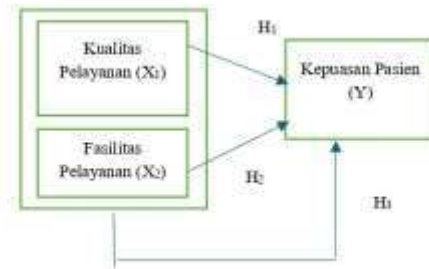 Kualitas
Pelayanan (X₁)
H₁
Kepuasan Pasien
(Y)
Fasilitas
Pelayanan (X₂)
H₂
H₃